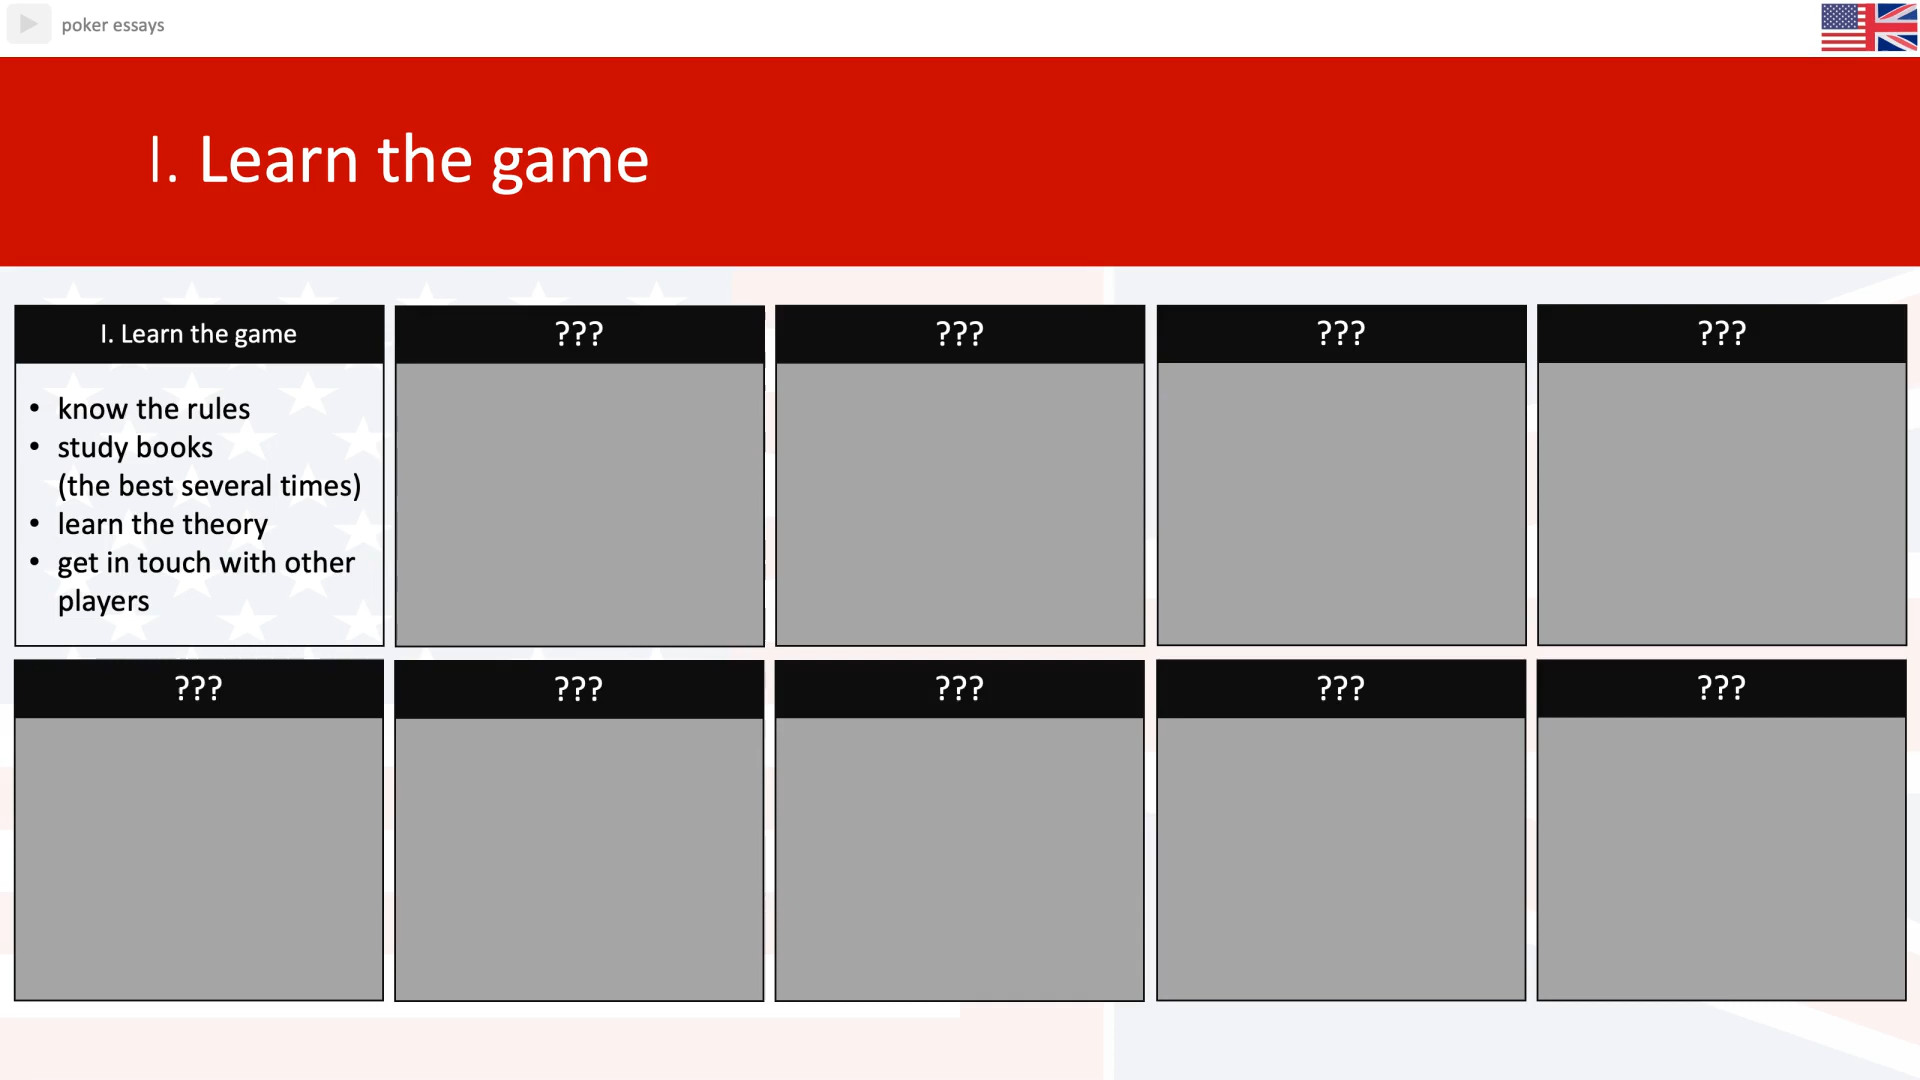 poker essays
I. Learn the game
I. Learn the game
• know the rules
• study books
(the best several times)
• learn the theory
• get in touch with other
players
???
???
???
???
???
???
???
???
???